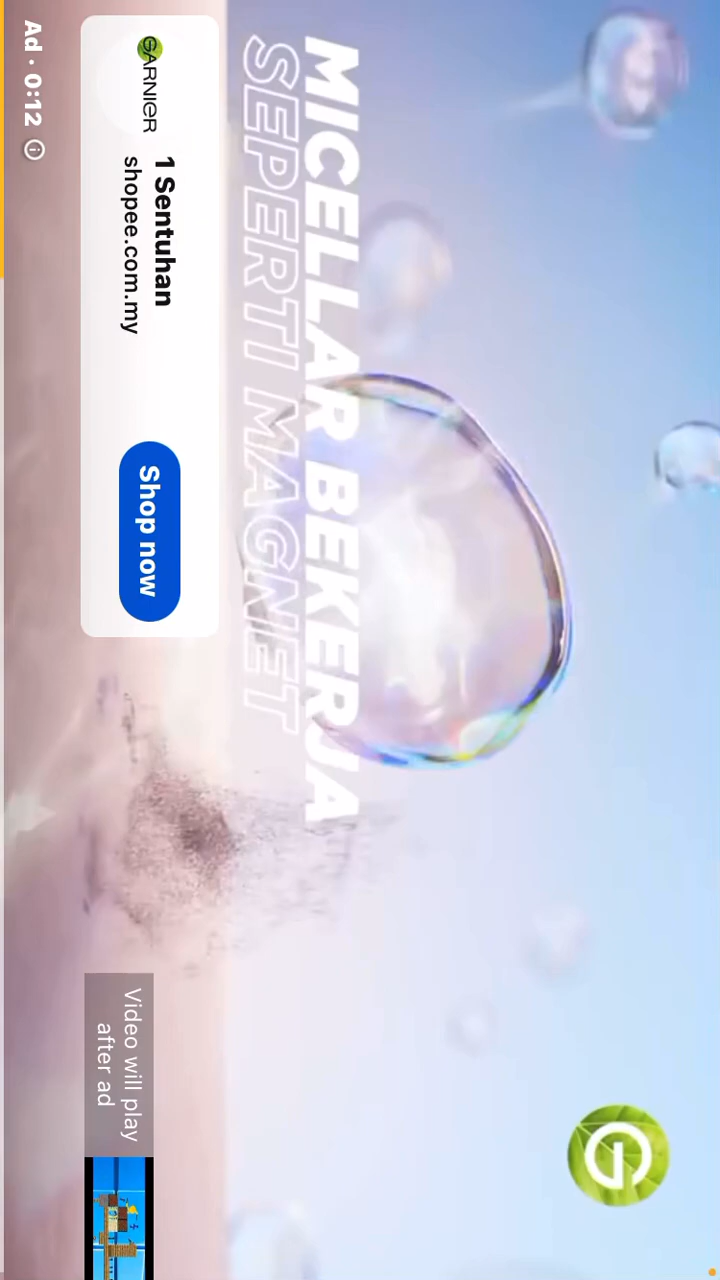 MICELLAR BEKERJA
SEPERTI MAGNET
GARNIER
1 Sentuhan
shopee.com.my
Shop now
Video will play
after ad
Ad · 0:12